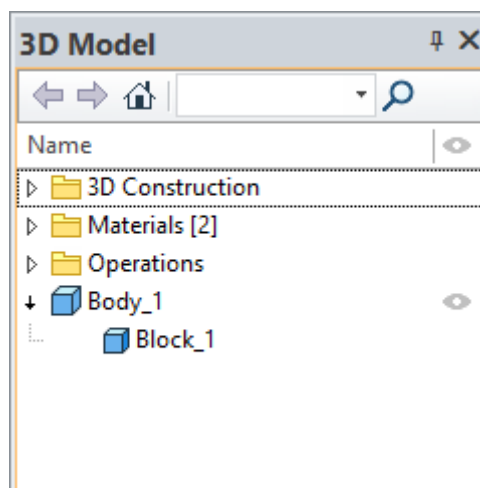 3D Model
Name
3D Construction
Materials [2]
Operations
Body_1
Block_1